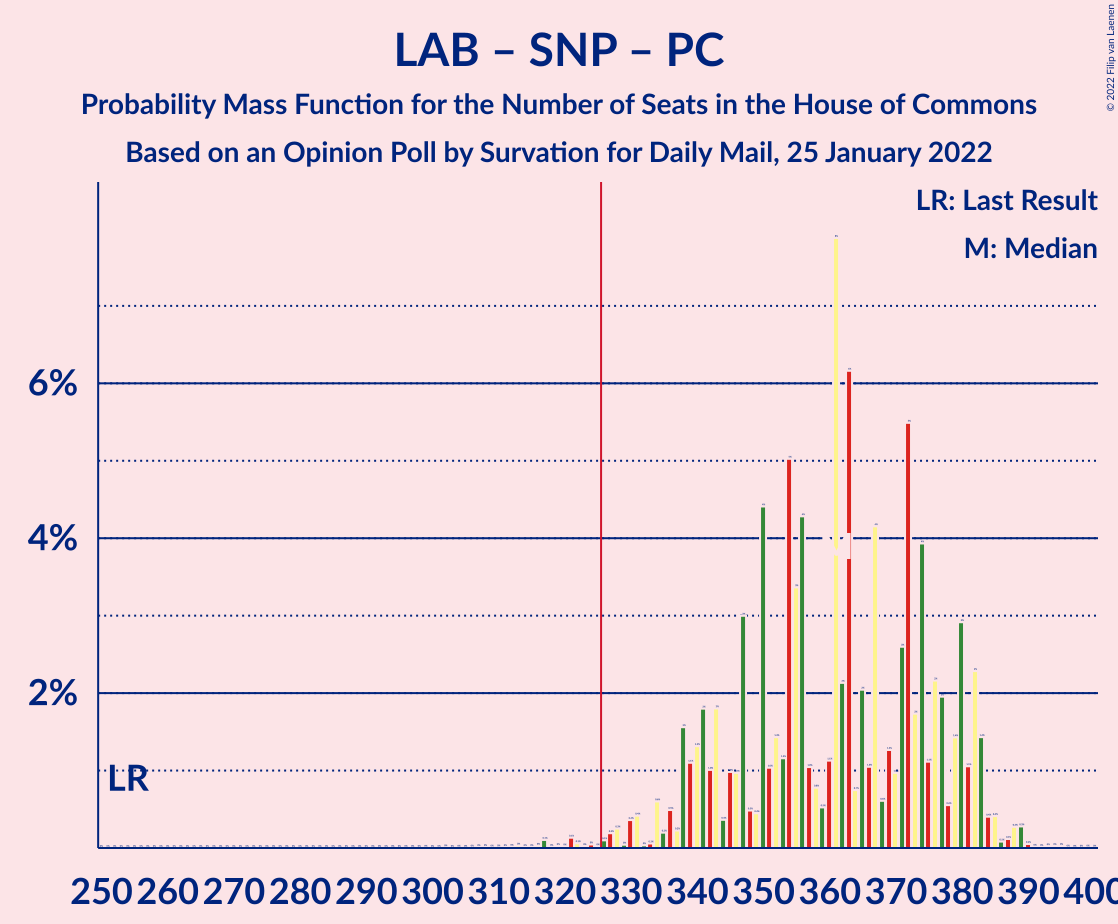 LAB – SNP – PC
Probability Mass Function for the Number of Seats in the House of Commons
Based on an Opinion Poll by Survation for Daily Mail, 25 January 2022
© 2022 Filip van Laenen
LR: Last Result
M: Median
6%
4%
2%
LR
250 260 270 280 290 300 310 320 330 340 350 360 370 380 390 400